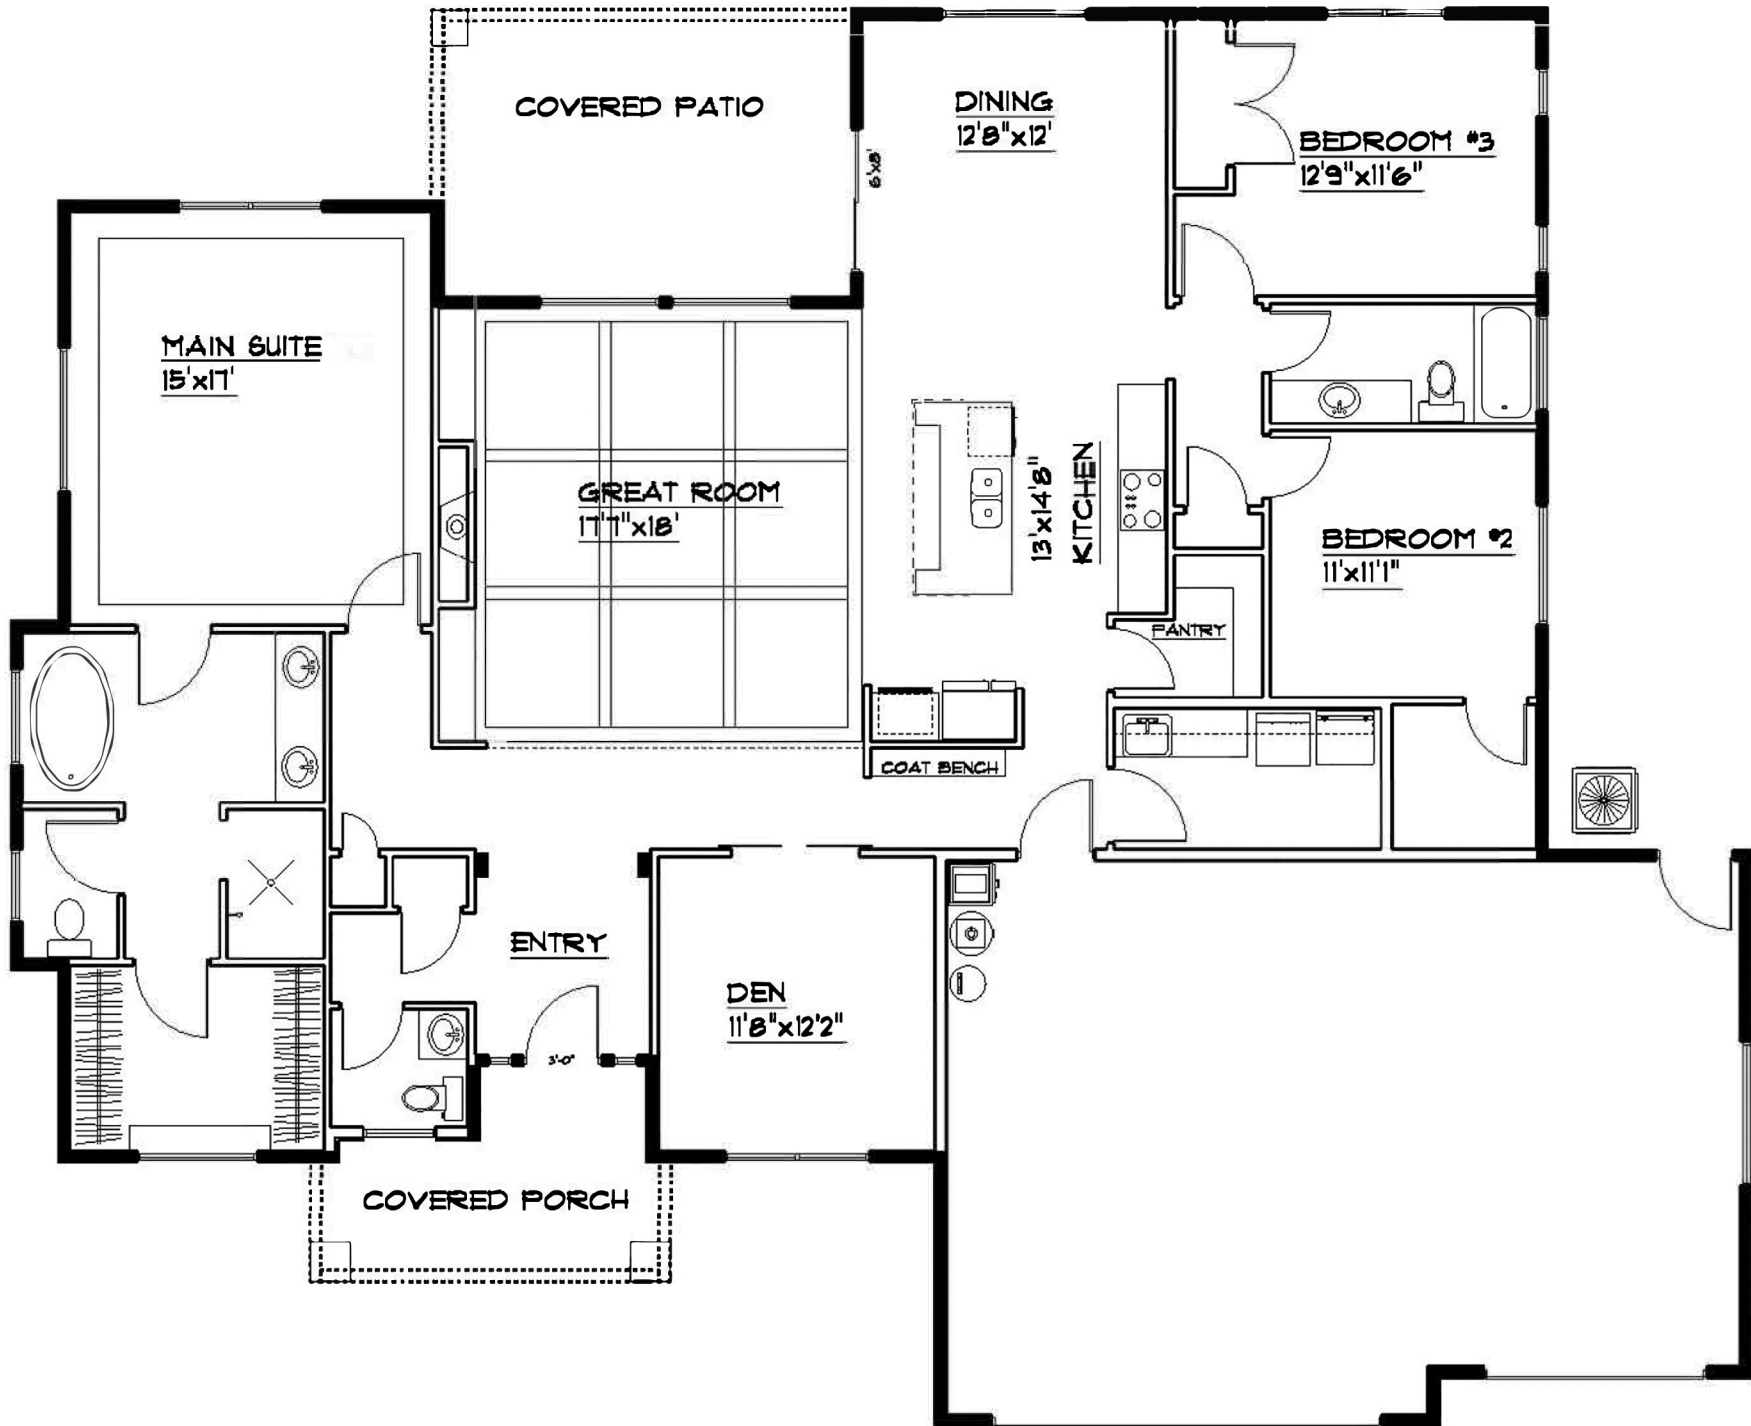 COVERED PATIO
DINING
12'8"x12'
BEDROOM #3
12'9"x11'6"
6'x8'
MAIN SUITE
15'x17'
GREAT ROOM
17'7"x18'
13'x14'8"
KITCHEN
BEDROOM #2
11'x11'1"
PANTRY
COAT BENCH
ENTRY
DEN
11'8"x12'2"
3'-0"
COVERED PORCH